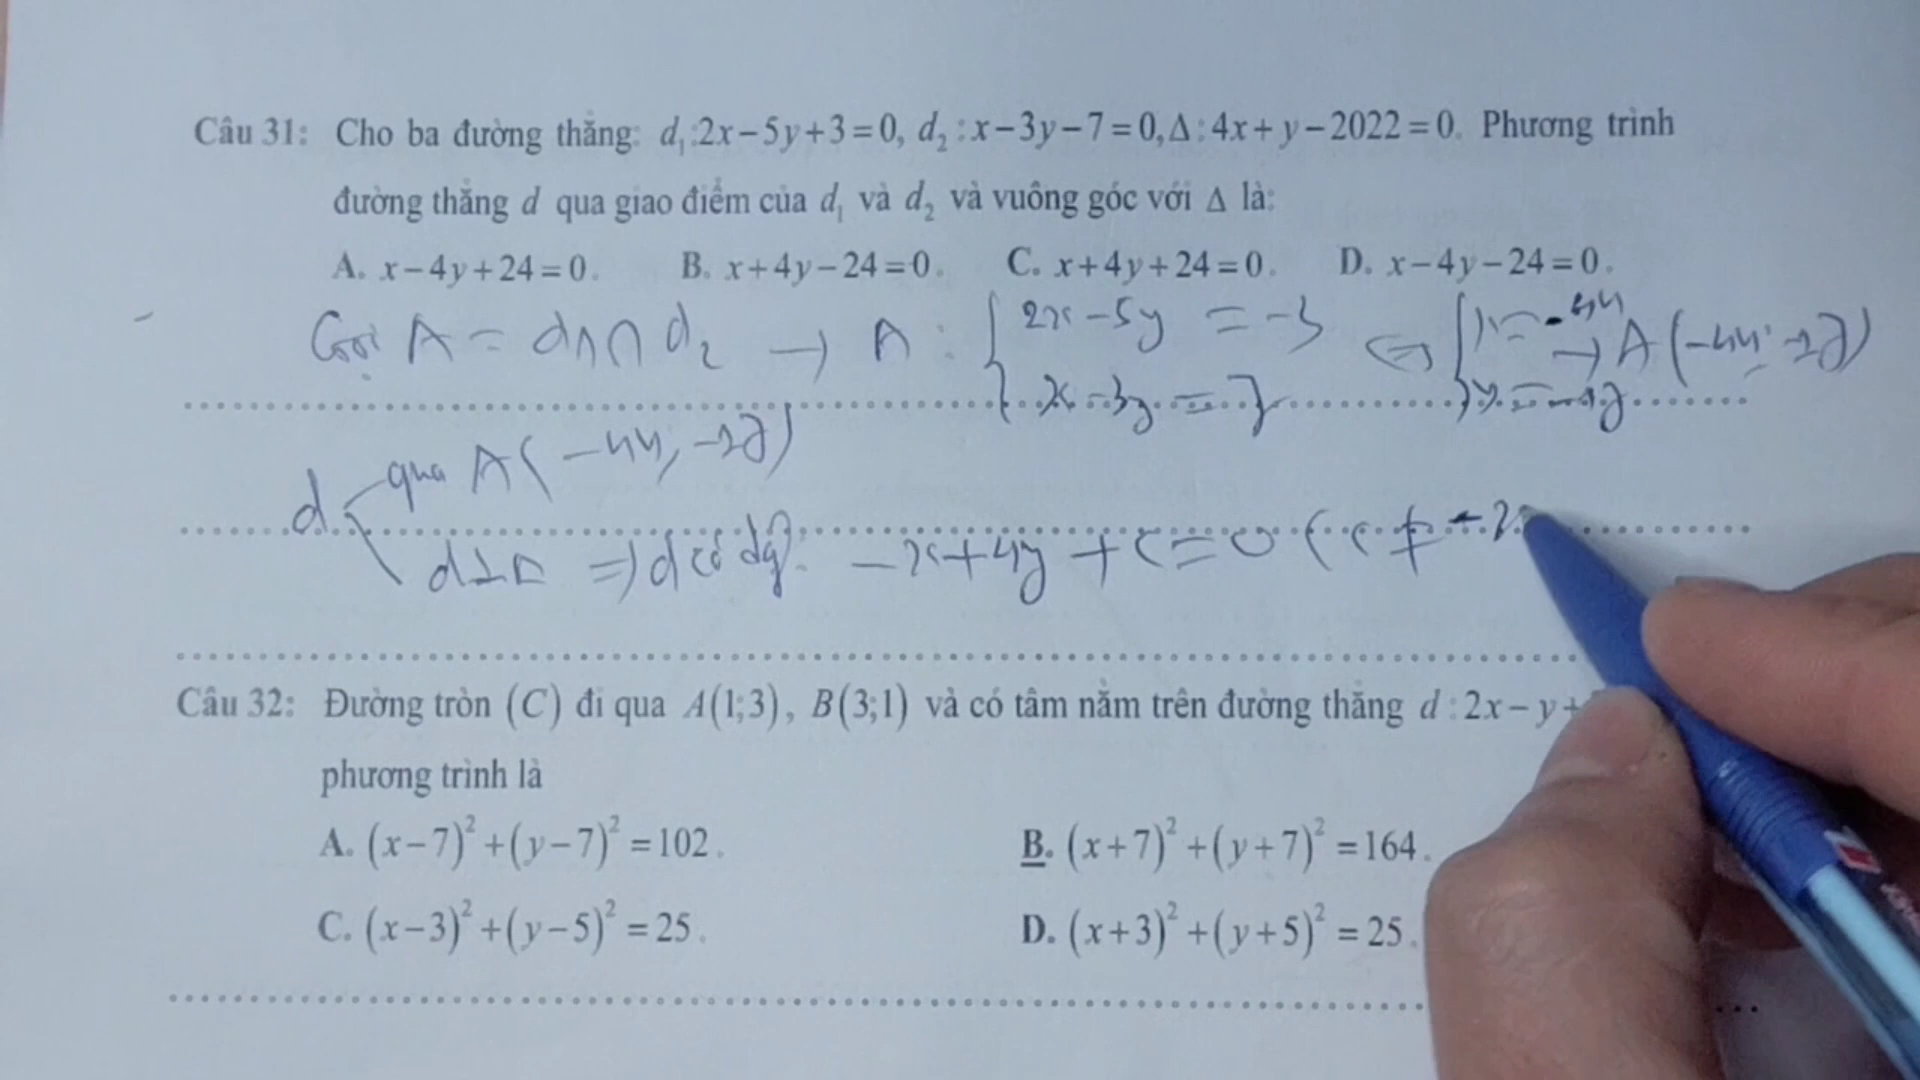 Câu 31: Cho ba đường thẳng: d₁:2x−5y+3=0, d₂:x−3y−7=0, Δ:4x+y−2022=0. Phương trình
đường thẳng d qua giao điểm của d₁ và d₂ và vuông góc với Δ là:
A. x−4y+24=0. B. x+4y−24=0. C. x+4y+24=0. D. x−4y−24=0.
Gọi A = d₁∩d₂ → A: { 2x−5y = −3 ⇔ { x = −44 → A(−44; −17)
x−3y = 7 y = −17
d qua A(−44, −17)
d⊥Δ ⇒ d có dạng: −x+4y+c=0 (c ≠ −2
Câu 32: Đường tròn (C) đi qua A(1;3), B(3;1) và có tâm nằm trên đường thẳng d:2x−y+
phương trình là
A. (x−7)²+(y−7)²=102. B. (x+7)²+(y+7)²=164.
C. (x−3)²+(y−5)²=25. D. (x+3)²+(y+5)²=25.